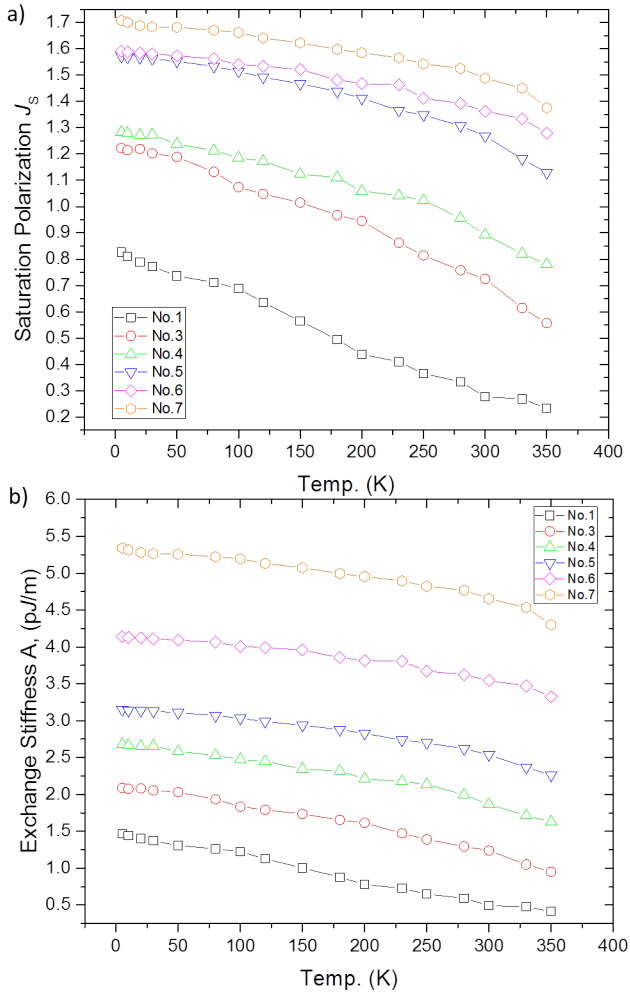 a)
1.7
1.6
1.5
1.4
1.3
1.2
1.1
1.0
0.9
0.8
0.7
0.6
0.5
0.4
0.3
0.2
Saturation Polarization J_S
No.1
No.3
No.4
No.5
No.6
No.7
0 50 100 150 200 250 300 350 400
Temp. (K)
b)
6.0
5.5
5.0
4.5
4.0
3.5
3.0
2.5
2.0
1.5
1.0
0.5
Exchange Stiffness A, (pJ/m)
No.1
No.3
No.4
No.5
No.6
No.7
0 50 100 150 200 250 300 350 400
Temp. (K)